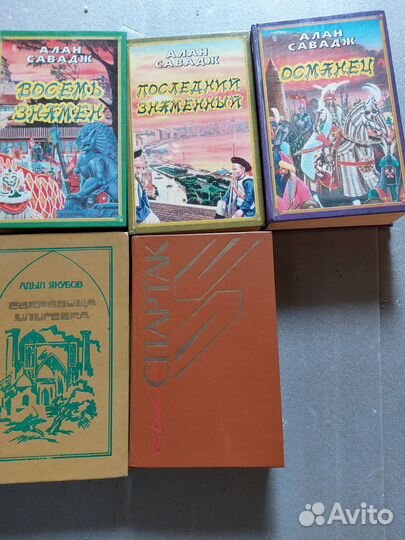 АЛАН
САВАДЖ
ВОСЕМЬ
ЗНАМЕН
АЛАН
САВАДЖ
ПОСЛЕДНИЙ
ЗНАМЕННЫЙ
АЛАН
САВАДЖ
ОСМАНЕЦ
АДЫЛ ЯКУБОВ
СОКРОВИЩА
УЛУГБЕКА
СПАРТАК
Avito